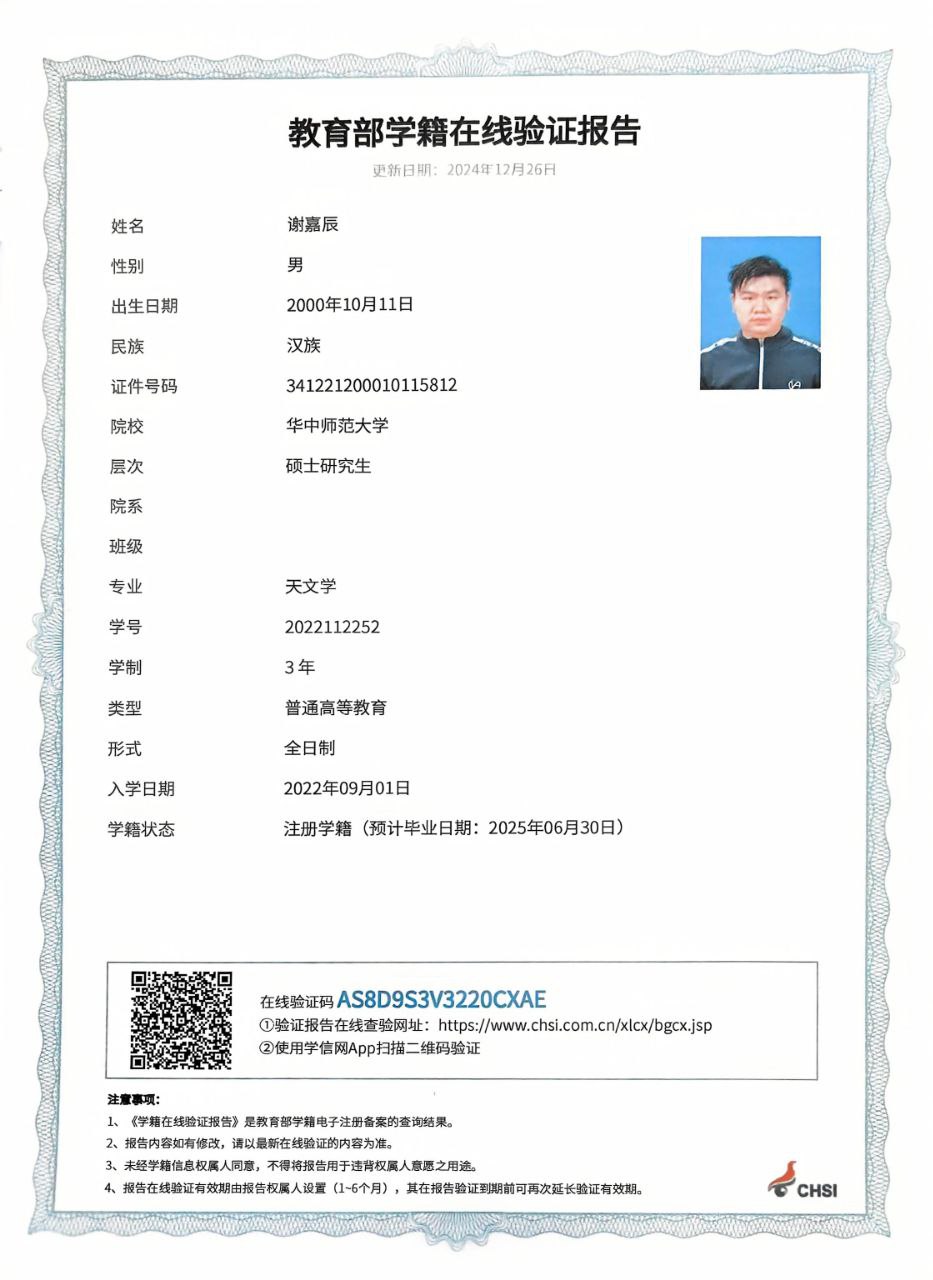 教育部学籍在线验证报告
更新日期：2024年12月26日
姓名 谢嘉辰
性别 男
出生日期 2000年10月11日
民族 汉族
证件号码 341221200010115812
院校 华中师范大学
层次 硕士研究生
院系
班级
专业 天文学
学号 2022112252
学制 3 年
类型 普通高等教育
形式 全日制
入学日期 2022年09月01日
学籍状态 注册学籍（预计毕业日期：2025年06月30日）
在线验证码 AS8D9S3V3220CXAE
①验证报告在线查验网址：https://www.chsi.com.cn/xlcx/bgcx.jsp
②使用学信网App扫描二维码验证
注意事项：
1、《学籍在线验证报告》是教育部学籍电子注册备案的查询结果。
2、报告内容如有修改，请以最新在线验证的内容为准。
3、未经学籍信息权属人同意，不得将报告用于违背权属人意愿之用途。
4、报告在线验证有效期由报告权属人设置（1~6个月），其在报告验证到期前可再次延长验证有效期。
CHSI